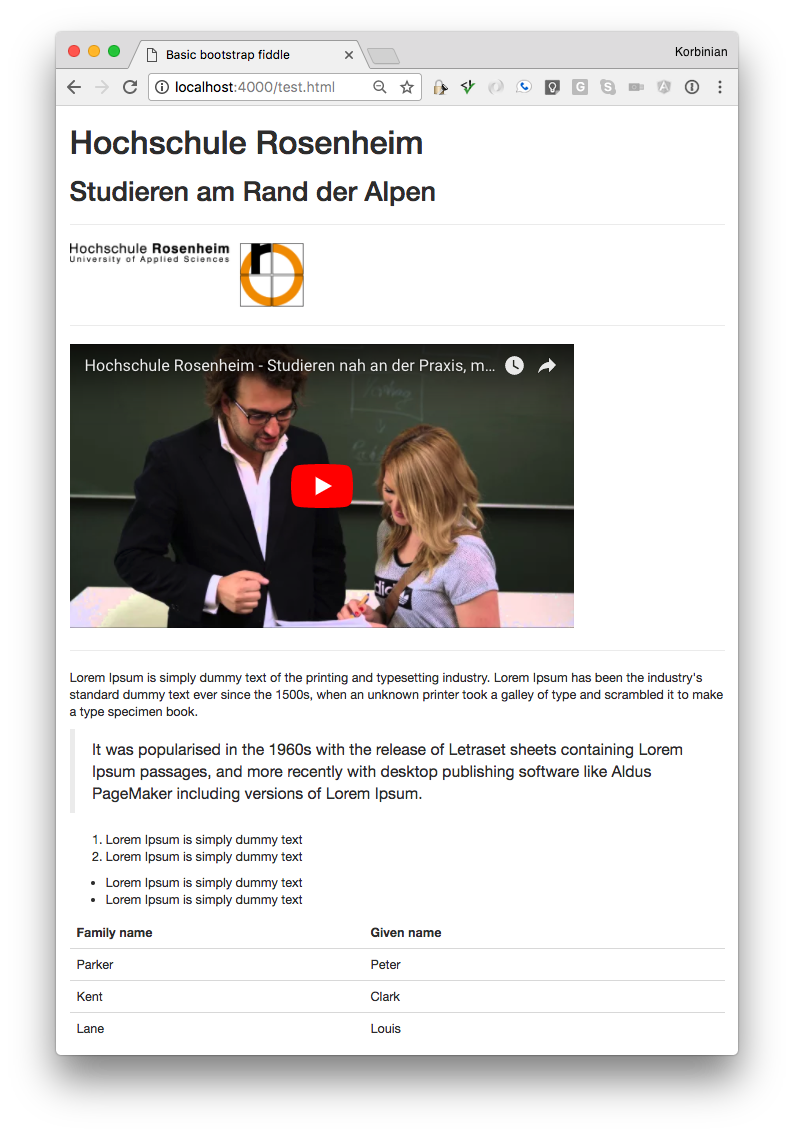 Basic bootstrap fiddle
Korbinian
localhost:4000/test.html
Hochschule Rosenheim
Studieren am Rand der Alpen
Hochschule Rosenheim
University of Applied Sciences
Hochschule Rosenheim - Studieren nah an der Praxis, m...
Lorem Ipsum is simply dummy text of the printing and typesetting industry. Lorem Ipsum has been the industry's
standard dummy text ever since the 1500s, when an unknown printer took a galley of type and scrambled it to make
a type specimen book.
It was popularised in the 1960s with the release of Letraset sheets containing Lorem
Ipsum passages, and more recently with desktop publishing software like Aldus
PageMaker including versions of Lorem Ipsum.
1. Lorem Ipsum is simply dummy text
2. Lorem Ipsum is simply dummy text
• Lorem Ipsum is simply dummy text
• Lorem Ipsum is simply dummy text
Family name Given name
Parker Peter
Kent Clark
Lane Louis